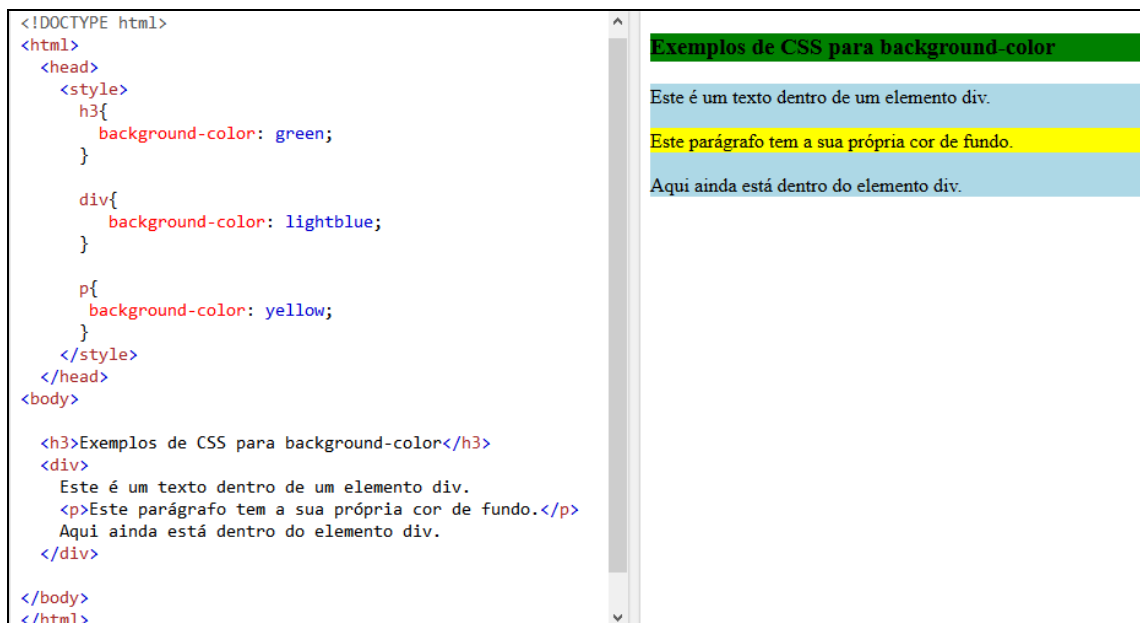 <!DOCTYPE html>
<html>
<head>
<style>
h3{
background-color: green;
}
div{
background-color: lightblue;
}
p{
background-color: yellow;
}
</style>
</head>
<body>
<h3>Exemplos de CSS para background-color</h3>
<div>
Este é um texto dentro de um elemento div.
<p>Este parágrafo tem a sua própria cor de fundo.</p>
Aqui ainda está dentro do elemento div.
</div>
</body>
</html>
Exemplos de CSS para background-color
Este é um texto dentro de um elemento div.
Este parágrafo tem a sua própria cor de fundo.
Aqui ainda está dentro do elemento div.